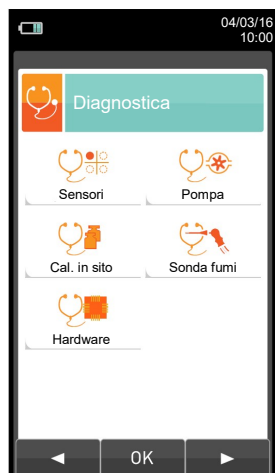 04/03/16
10:00
Diagnostica
Sensori
Pompa
Cal. in sito
Sonda fumi
Hardware
◄ OK ►